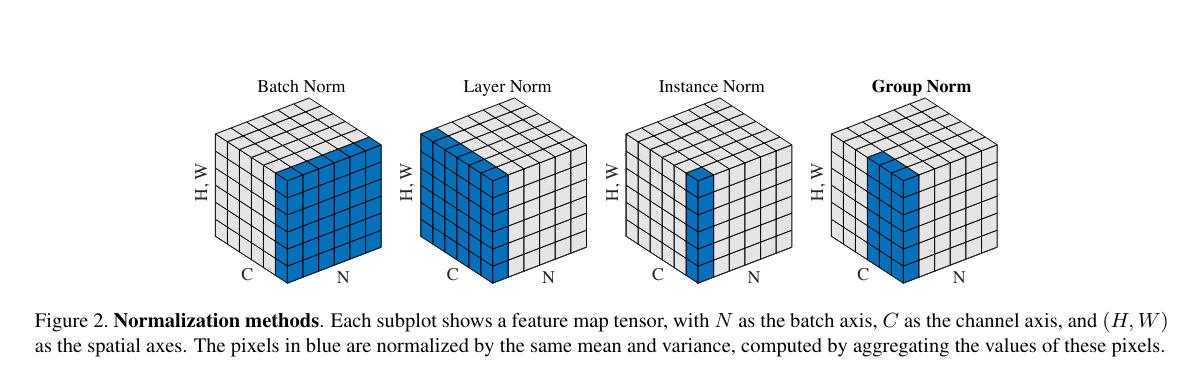 Batch Norm
Layer Norm
Instance Norm
Group Norm
H, W
C
N
H, W
C
N
H, W
C
N
H, W
C
N
Figure 2. Normalization methods. Each subplot shows a feature map tensor, with N as the batch axis, C as the channel axis, and (H, W)
as the spatial axes. The pixels in blue are normalized by the same mean and variance, computed by aggregating the values of these pixels.